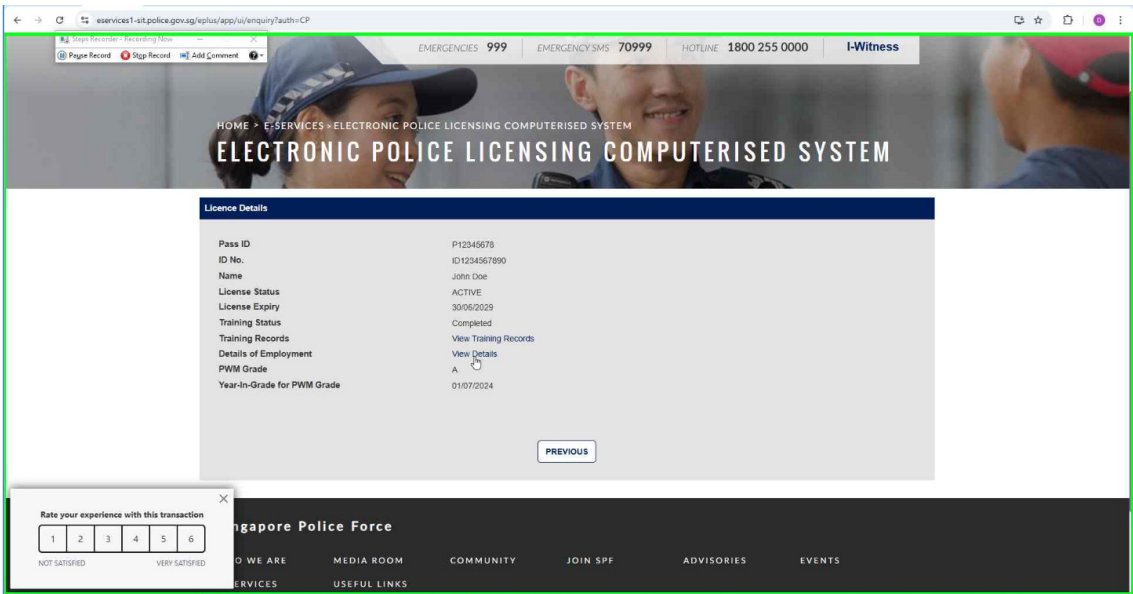 eservices1-sit.police.gov.sg/eplus/app/ui/enquiry?auth=CP
D
Steps Recorder - Recording Now
Pause Record Stop Record Add Comment
EMERGENCIES 999 EMERGENCY SMS 70999 HOTLINE 1800 255 0000 I-Witness
HOME > E-SERVICES > ELECTRONIC POLICE LICENSING COMPUTERISED SYSTEM
ELECTRONIC POLICE LICENSING COMPUTERISED SYSTEM
Licence Details
Pass ID P12345678
ID No. ID1234567890
Name John Doe
License Status ACTIVE
License Expiry 30/06/2029
Training Status Completed
Training Records View Training Records
Details of Employment View Details
PWM Grade A
Year-In-Grade for PWM Grade 01/07/2024
PREVIOUS
Rate your experience with this transaction
1 2 3 4 5 6
NOT SATISFIED VERY SATISFIED
ngapore Police Force
O WE ARE MEDIA ROOM COMMUNITY JOIN SPF ADVISORIES EVENTS
ERVICES USEFUL LINKS